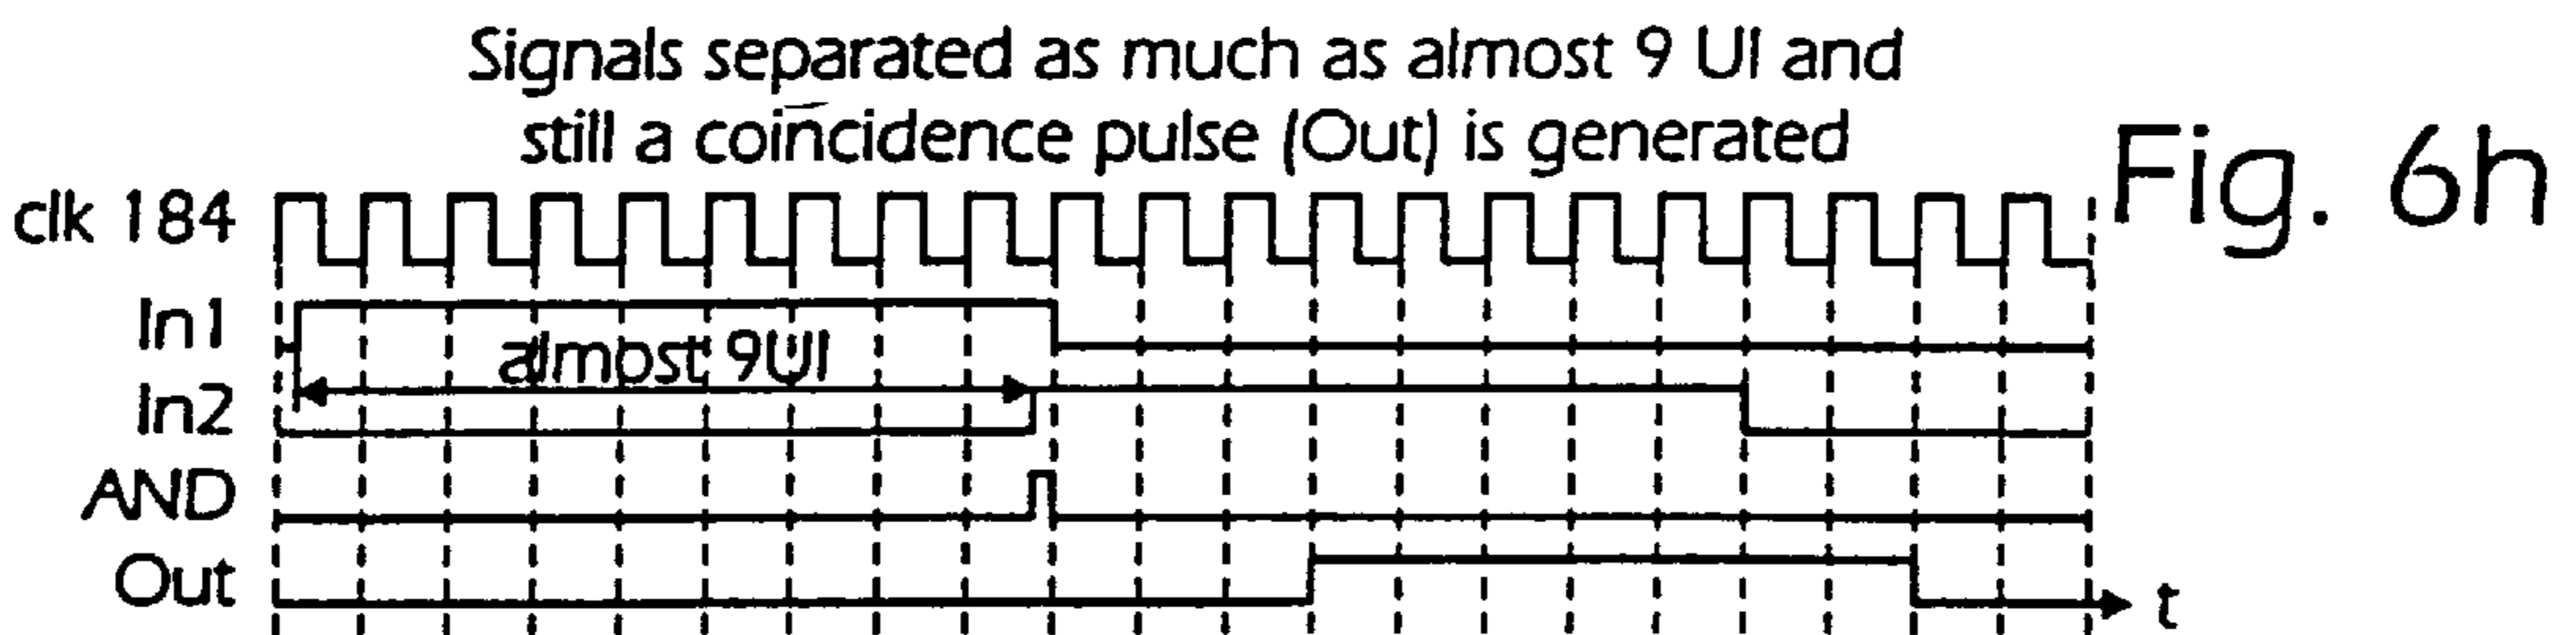 Signals separated as much as almost 9 UI and
still a coincidence pulse (Out) is generated
Fig. 6h
clk 184
In1
almost 9UI
In2
AND
Out
t